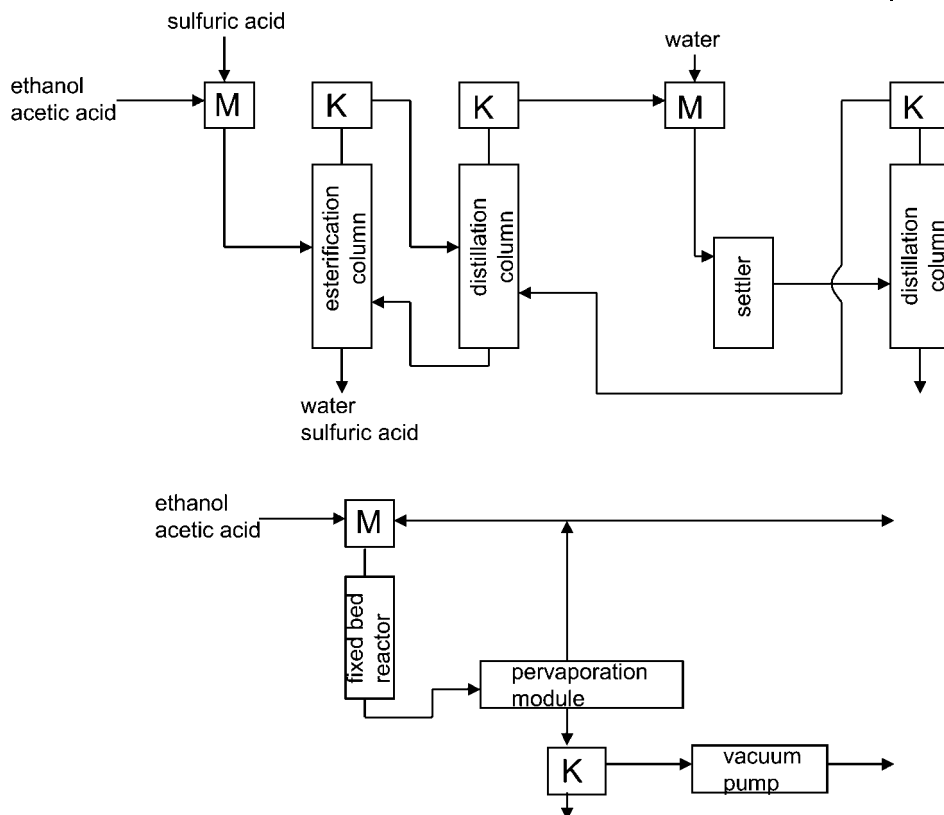 sulfuric acid
water
ethanol
acetic acid
M
K
K
M
K
esterification
column
distillation
column
settler
distillation
column
water
sulfuric acid
ethanol
acetic acid
M
fixed bed
reactor
pervaporation
module
K
vacuum
pump